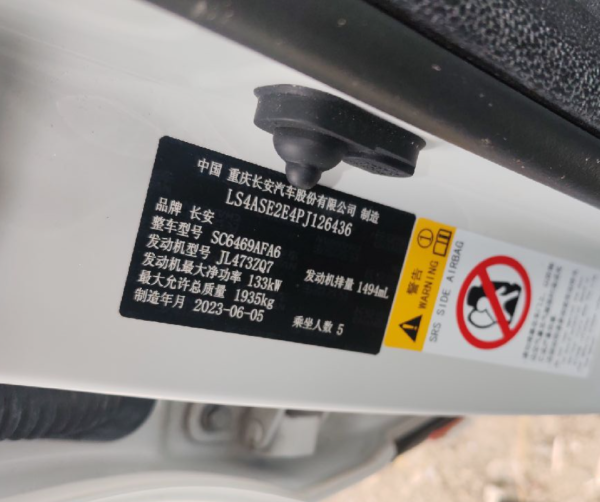 中国 重庆长安汽车股份有限公司 制造
LS4ASE2E4PJ126436
品牌 长安
整车型号 SC6469AFA6
发动机型号 JL473ZQ7
发动机最大净功率 133kW 发动机排量 1494mL
最大允许总质量 1935kg
制造年月 2023-06-05 乘坐人数 5
警告
WARNING
SRS SIDE AIRBAG